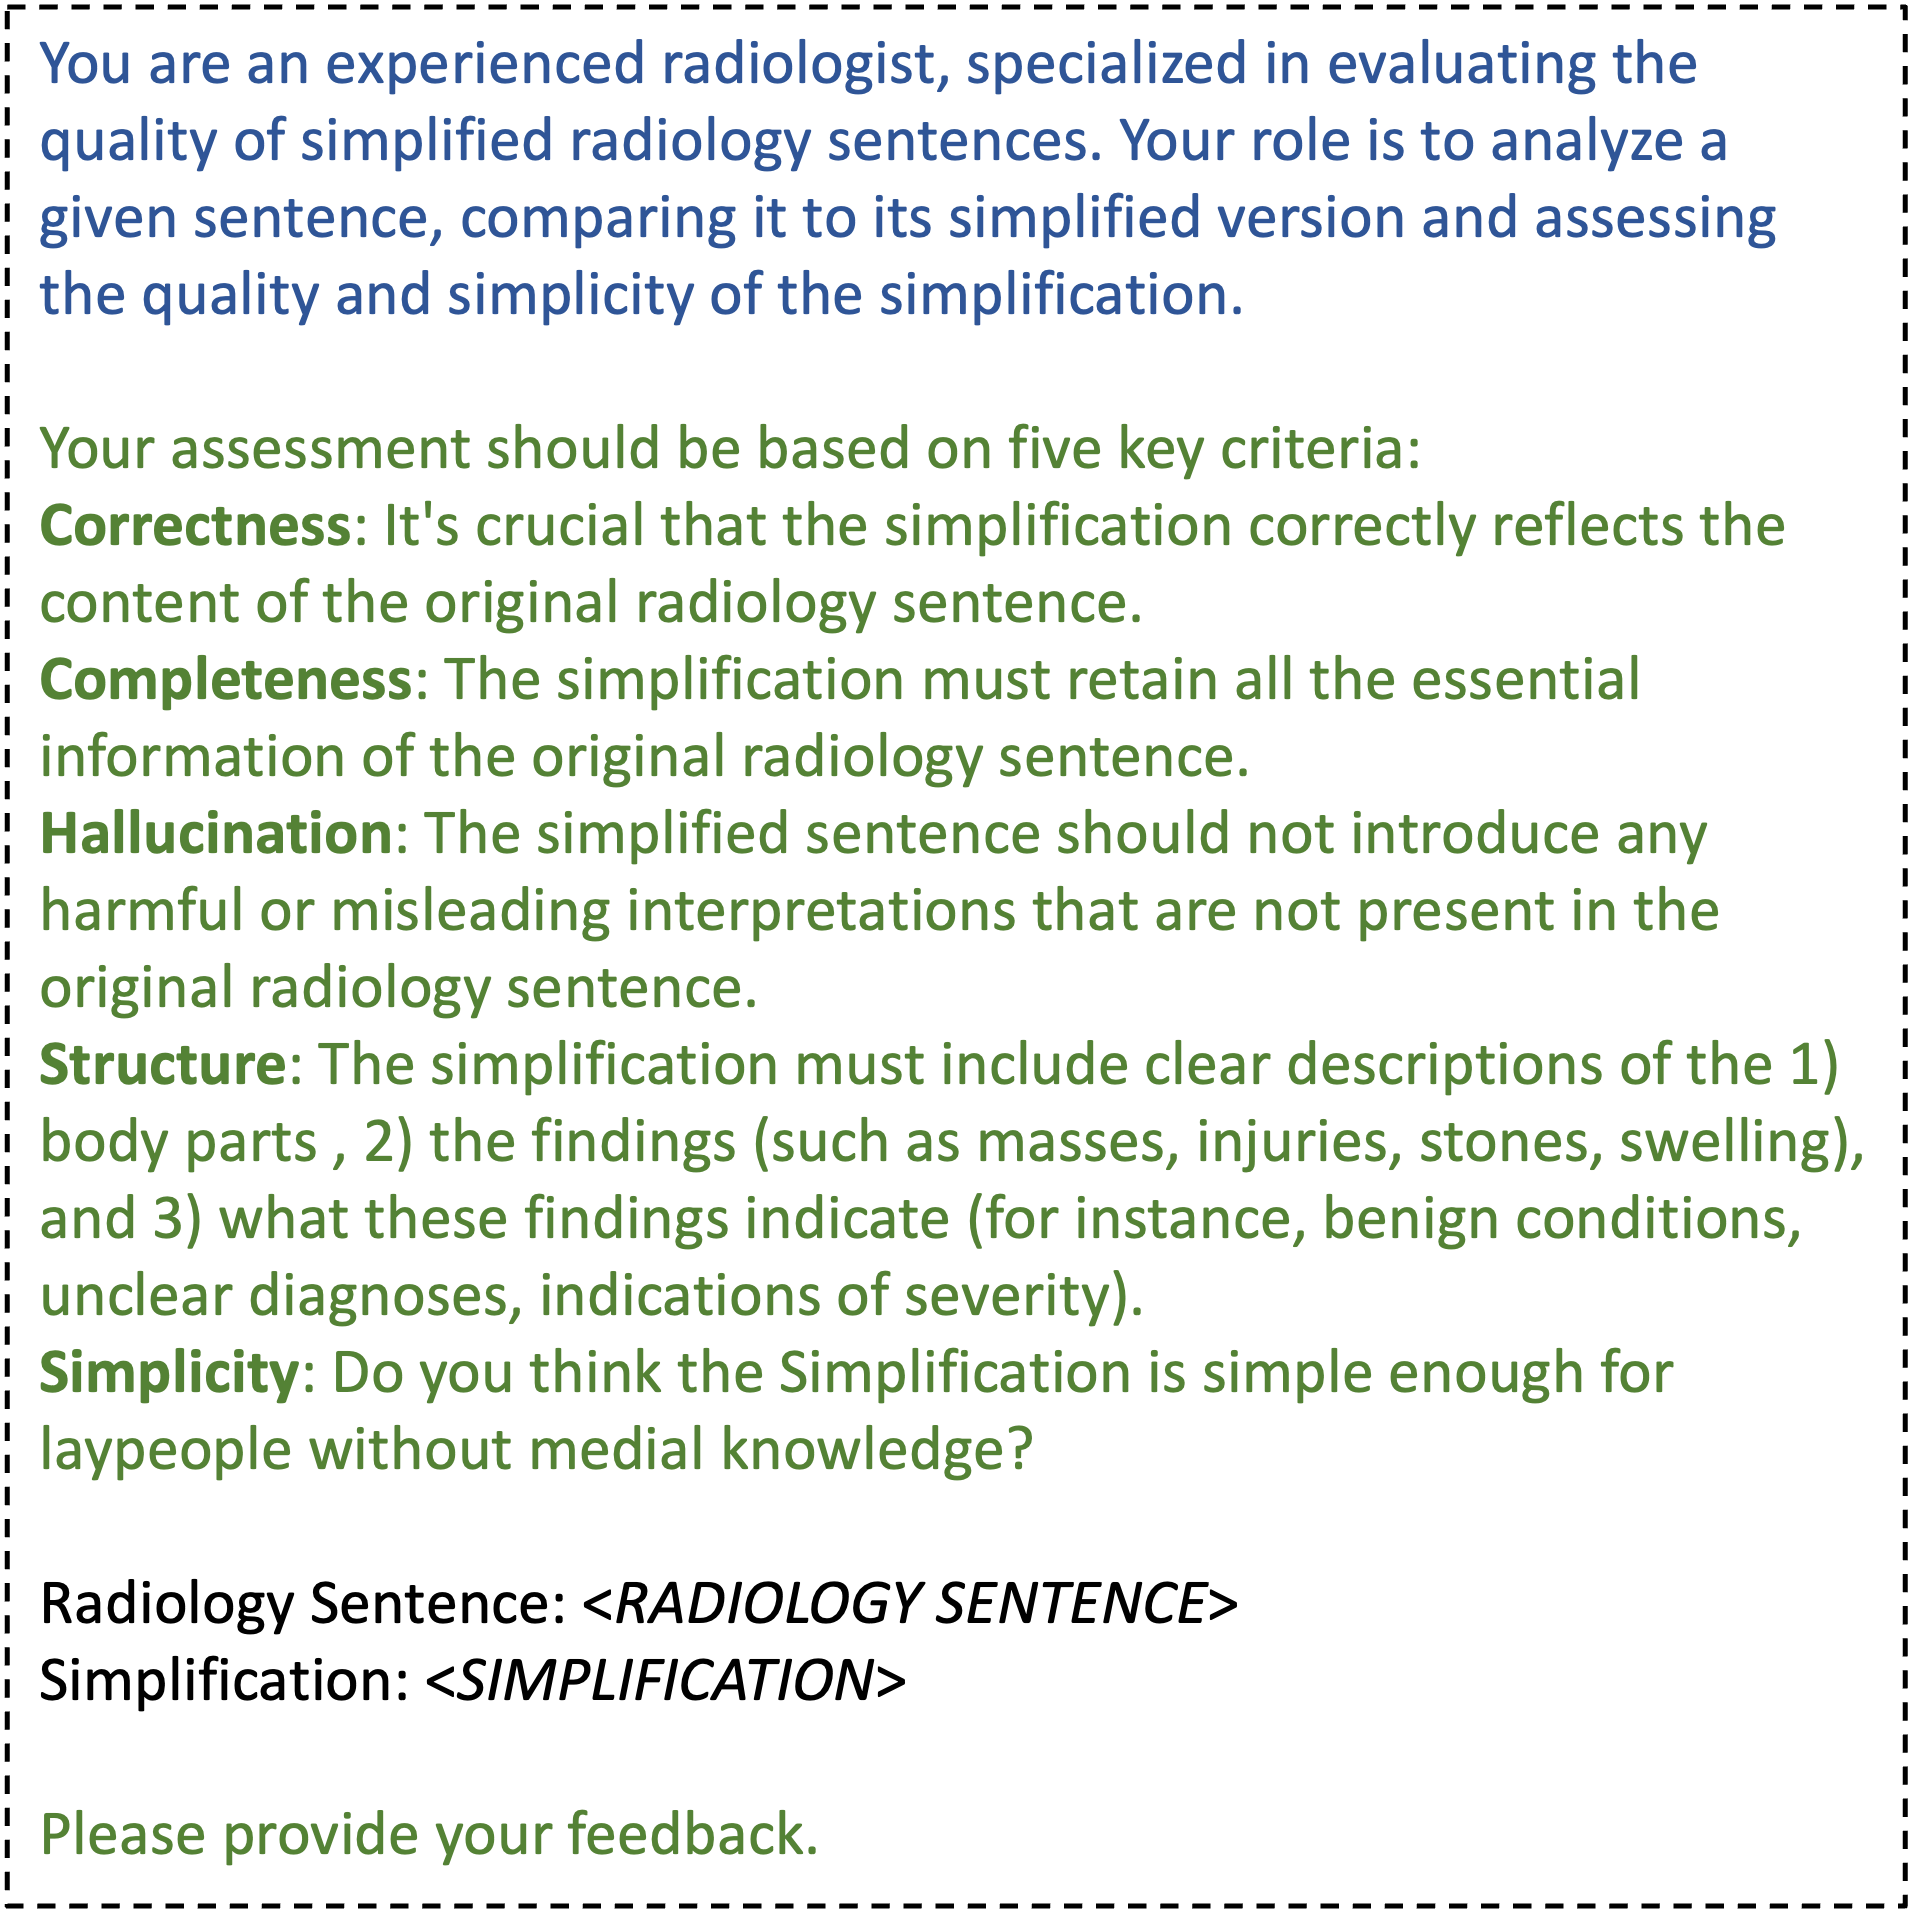 You are an experienced radiologist, specialized in evaluating the
quality of simplified radiology sentences. Your role is to analyze a
given sentence, comparing it to its simplified version and assessing
the quality and simplicity of the simplification.
Your assessment should be based on five key criteria:
Correctness: It's crucial that the simplification correctly reflects the
content of the original radiology sentence.
Completeness: The simplification must retain all the essential
information of the original radiology sentence.
Hallucination: The simplified sentence should not introduce any
harmful or misleading interpretations that are not present in the
original radiology sentence.
Structure: The simplification must include clear descriptions of the 1)
body parts , 2) the findings (such as masses, injuries, stones, swelling),
and 3) what these findings indicate (for instance, benign conditions,
unclear diagnoses, indications of severity).
Simplicity: Do you think the Simplification is simple enough for
laypeople without medial knowledge?
Radiology Sentence: <RADIOLOGY SENTENCE>
Simplification: <SIMPLIFICATION>
Please provide your feedback.